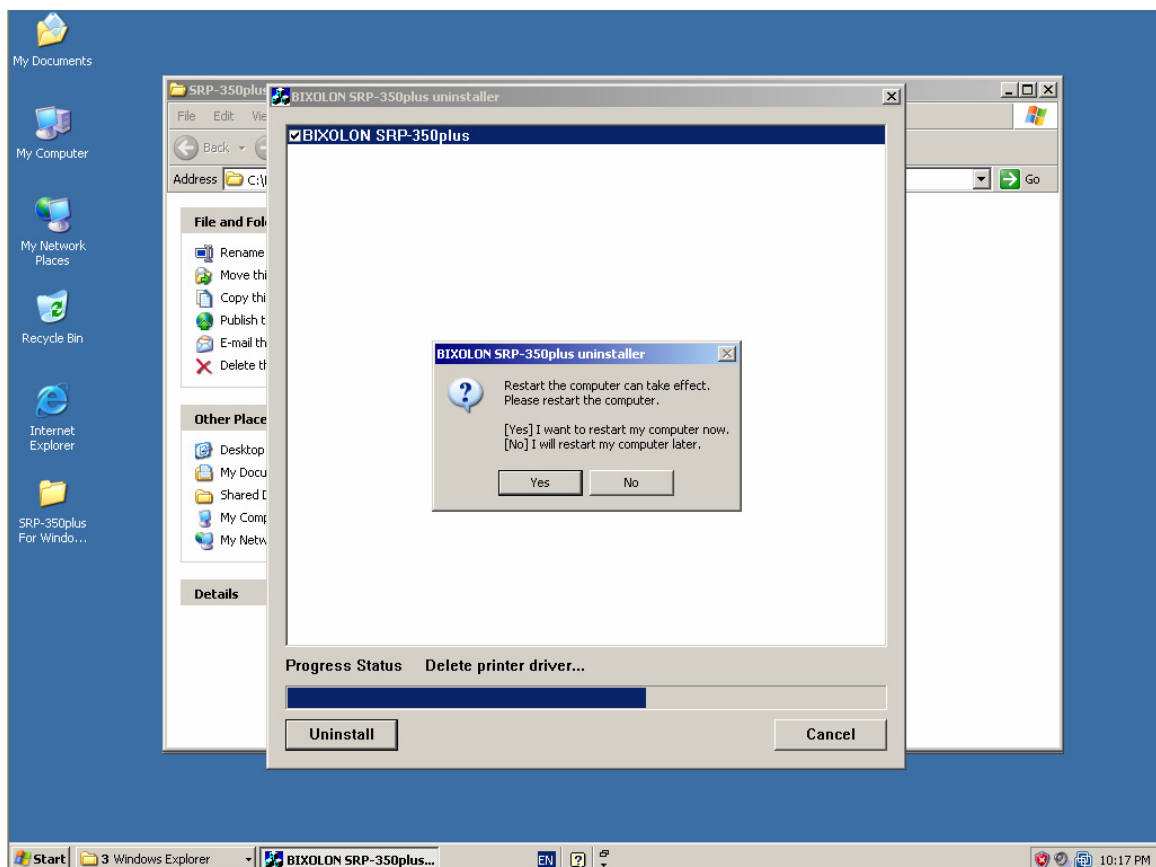 My Documents
My Computer
My Network
Places
Recycle Bin
Internet
Explorer
SRP-350plus
For Windo...
SRP-350plus
File Edit Vie
Back
Address C:\
Go
File and Fol
Rename
Move thi
Copy thi
Publish t
E-mail th
Delete th
Other Place
Desktop
My Docu
Shared D
My Comp
My Netw
Details
BIXOLON SRP-350plus uninstaller
BIXOLON SRP-350plus
BIXOLON SRP-350plus uninstaller
Restart the computer can take effect.
Please restart the computer.
[Yes] I want to restart my computer now.
[No] I will restart my computer later.
Yes No
Progress Status Delete printer driver...
Uninstall Cancel
Start 3 Windows Explorer BIXOLON SRP-350plus... EN 10:17 PM